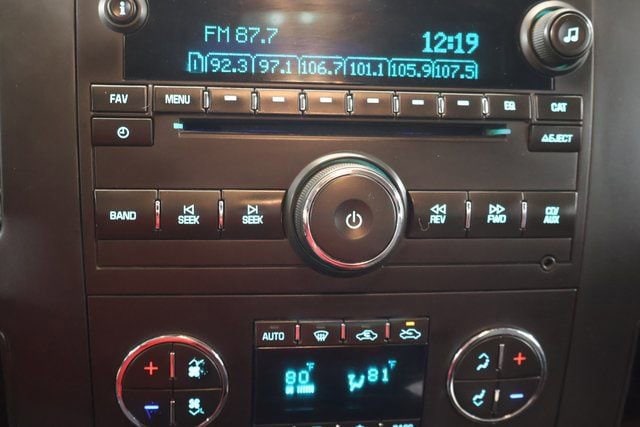 FM 87.7 12:19
1 92.3 97.1 106.7 101.1 105.9 107.5
FAV MENU EQ CAT
EJECT
BAND SEEK SEEK REV FWD CD/AUX
AUTO
80°F 81°F